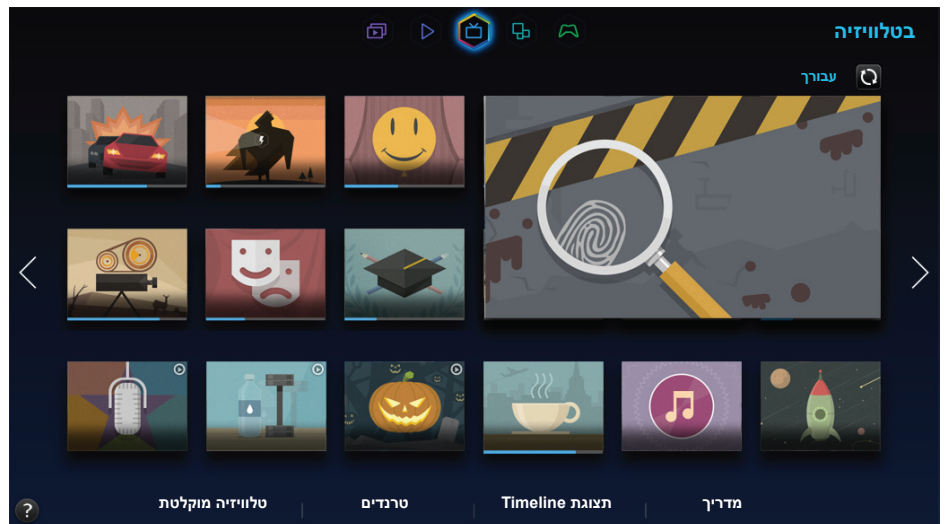 בטלוויזיה
עבורך
מדריך
תצוגת Timeline
טרנדים
טלוויזיה מוקלטת
?